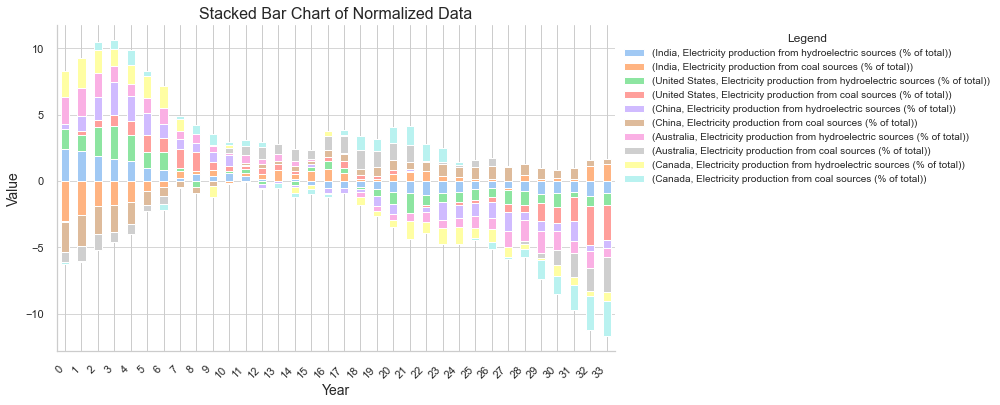 Stacked Bar Chart of Normalized Data
Value
10
5
0
−5
−10
0 1 2 3 4 5 6 7 8 9 10 11 12 13 14 15 16 17 18 19 20 21 22 23 24 25 26 27 28 29 30 31 32 33
Year
Legend
(India, Electricity production from hydroelectric sources (% of total))
(India, Electricity production from coal sources (% of total))
(United States, Electricity production from hydroelectric sources (% of total))
(United States, Electricity production from coal sources (% of total))
(China, Electricity production from hydroelectric sources (% of total))
(China, Electricity production from coal sources (% of total))
(Australia, Electricity production from hydroelectric sources (% of total))
(Australia, Electricity production from coal sources (% of total))
(Canada, Electricity production from hydroelectric sources (% of total))
(Canada, Electricity production from coal sources (% of total))